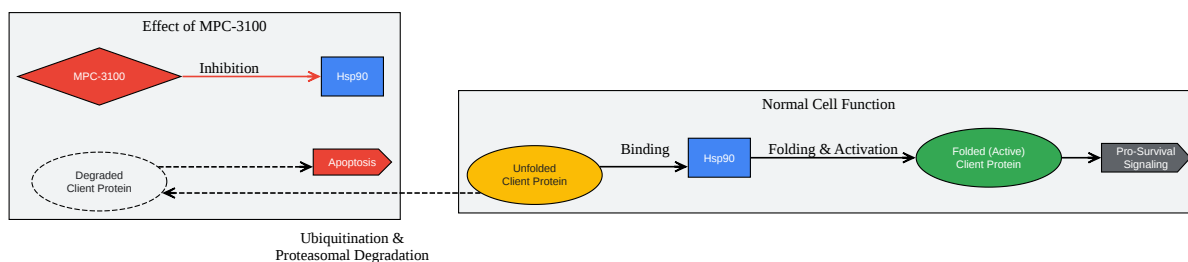 Effect of MPC-3100
MPC-3100
Inhibition
Hsp90
Degraded
Client Protein
Apoptosis
Ubiquitination &
Proteasomal Degradation
Normal Cell Function
Unfolded
Client Protein
Binding
Hsp90
Folding & Activation
Folded (Active)
Client Protein
Pro-Survival
Signaling